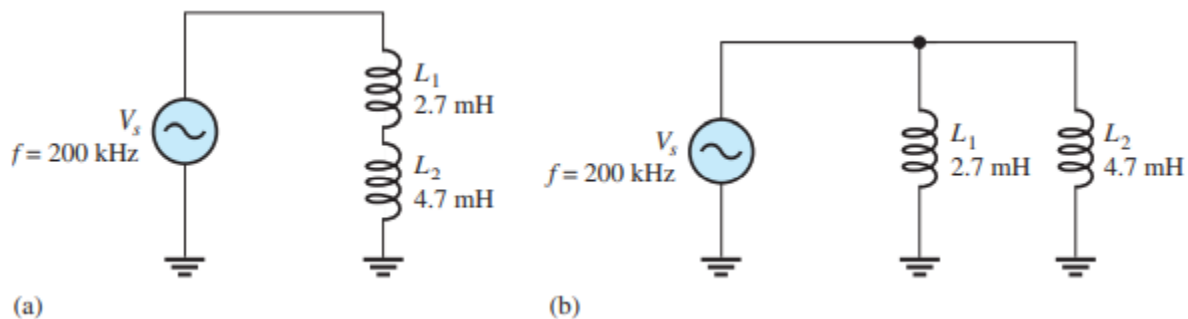 V_s
f = 200 kHz
L_1
2.7 mH
L_2
4.7 mH
(a)
V_s
f = 200 kHz
L_1
2.7 mH
L_2
4.7 mH
(b)